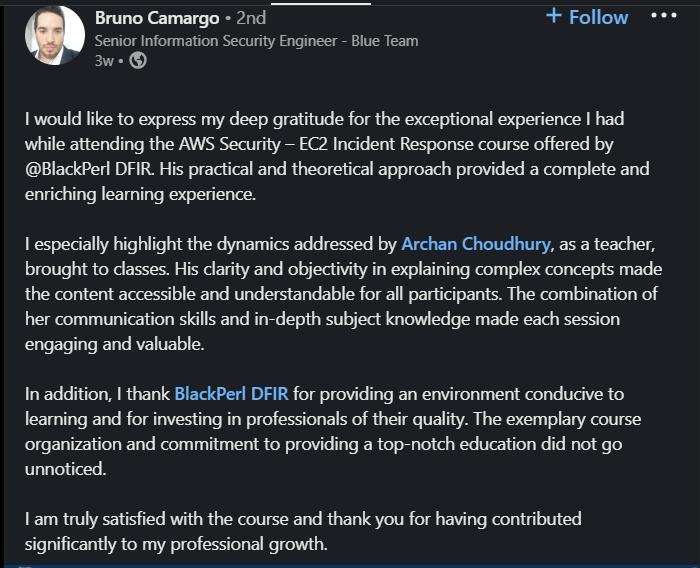 Bruno Camargo • 2nd
+ Follow •••
Senior Information Security Engineer - Blue Team
3w •
I would like to express my deep gratitude for the exceptional experience I had
while attending the AWS Security – EC2 Incident Response course offered by
@BlackPerl DFIR. His practical and theoretical approach provided a complete and
enriching learning experience.
I especially highlight the dynamics addressed by Archan Choudhury, as a teacher,
brought to classes. His clarity and objectivity in explaining complex concepts made
the content accessible and understandable for all participants. The combination of
her communication skills and in-depth subject knowledge made each session
engaging and valuable.
In addition, I thank BlackPerl DFIR for providing an environment conducive to
learning and for investing in professionals of their quality. The exemplary course
organization and commitment to providing a top-notch education did not go
unnoticed.
I am truly satisfied with the course and thank you for having contributed
significantly to my professional growth.